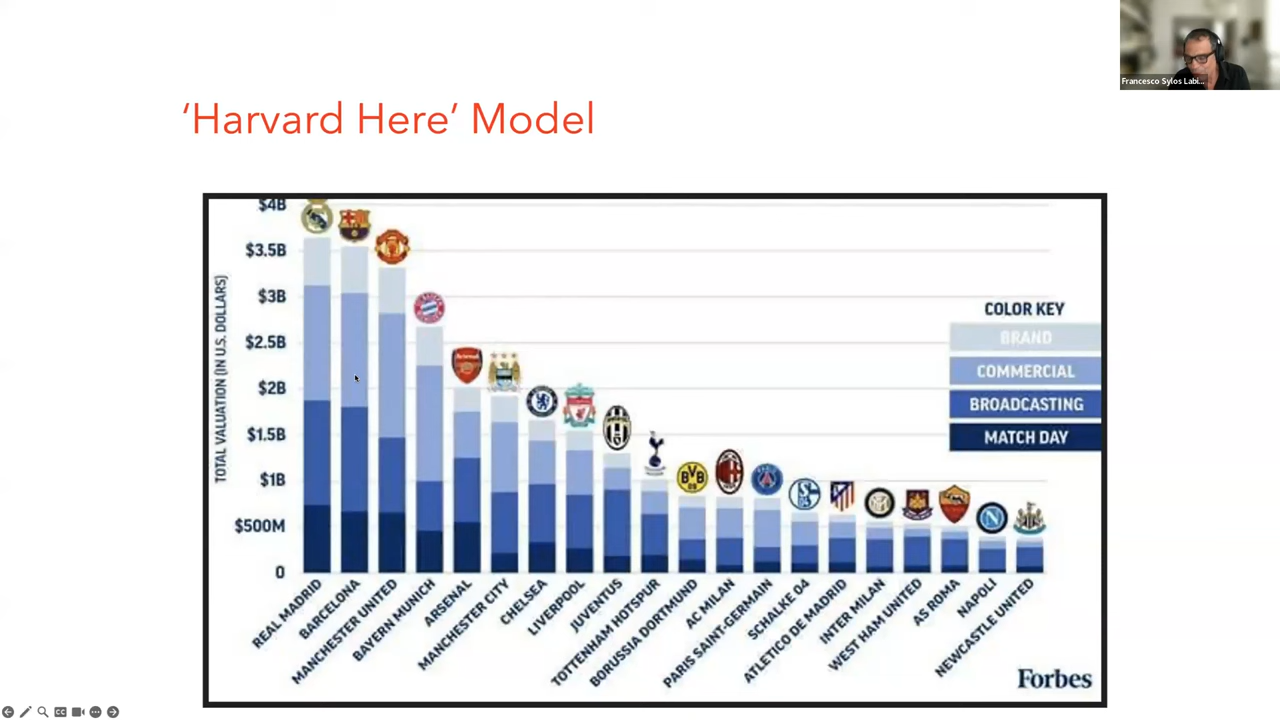 Francesco Sylos Labi...
‘Harvard Here’ Model
$4B
$3.5B
$3B
$2.5B
$2B
$1.5B
$1B
$500M
0
TOTAL VALUATION (IN U.S. DOLLARS)
COLOR KEY
BRAND
COMMERCIAL
BROADCASTING
MATCH DAY
REAL MADRID
BARCELONA
MANCHESTER UNITED
BAYERN MUNICH
ARSENAL
MANCHESTER CITY
CHELSEA
LIVERPOOL
JUVENTUS
TOTTENHAM HOTSPUR
BORUSSIA DORTMUND
AC MILAN
PARIS SAINT-GERMAIN
SCHALKE 04
ATLETICO DE MADRID
INTER MILAN
WEST HAM UNITED
AS ROMA
NAPOLI
NEWCASTLE UNITED
Forbes